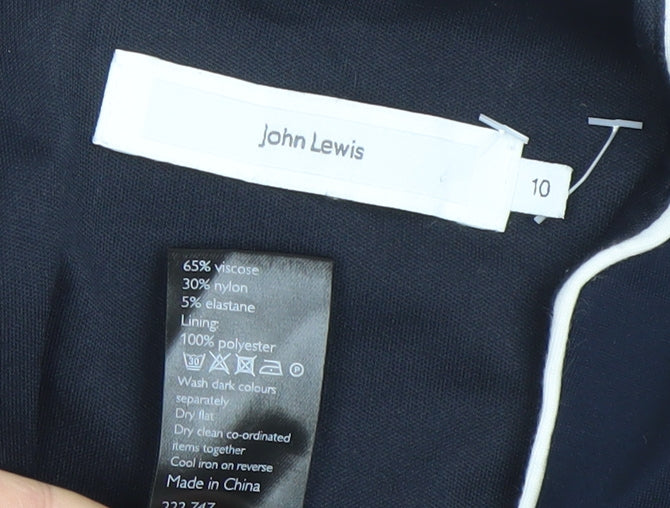 John Lewis
10
65% viscose
30% nylon
5% elastane
Lining:
100% polyester
30 P
Wash dark colours
separately
Dry flat
Dry clean co-ordinated
items together
Cool iron on reverse
Made in China